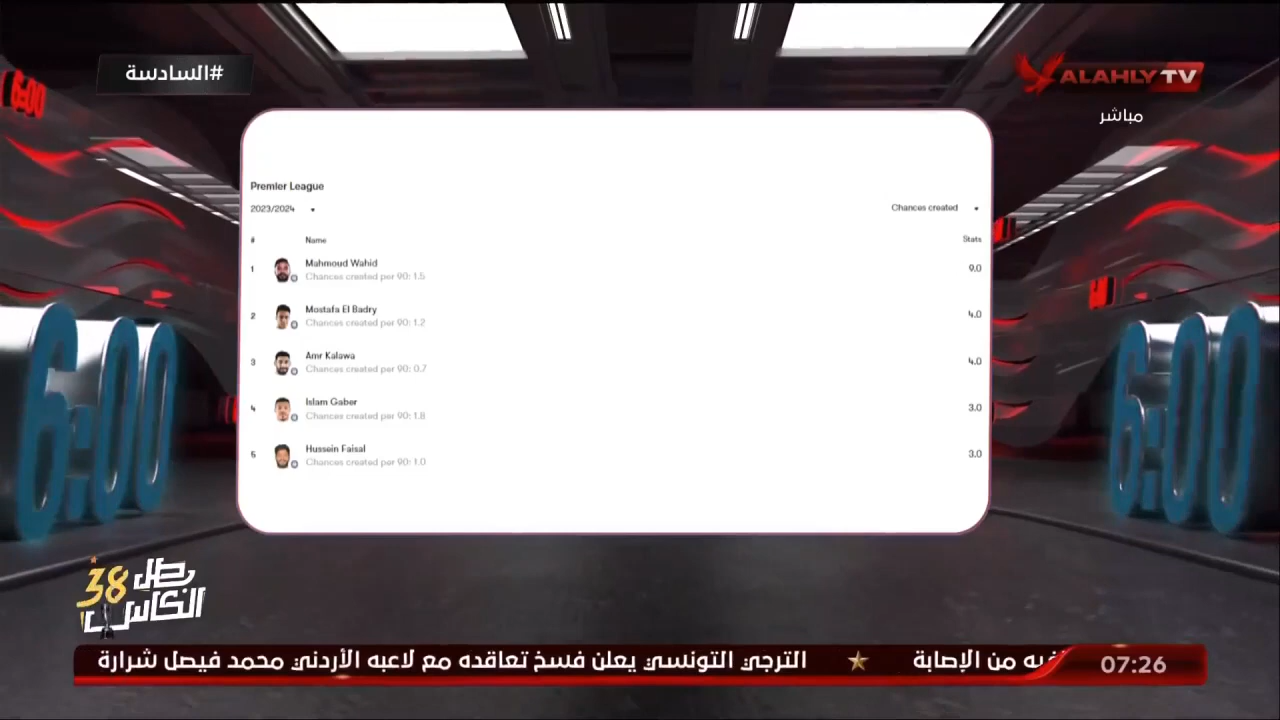 #السادسة
ALAHLY TV
مباشر
6:00
Premier League
2023/2024
Chances created
# Name Stats
1 Mahmoud Wahid 9.0
Chances created per 90: 1.5
2 Mostafa El Badry 4.0
Chances created per 90: 1.2
3 Amr Kalawa 4.0
Chances created per 90: 0.7
4 Islam Gaber 3.0
Chances created per 90: 1.8
5 Hussein Faisal 3.0
Chances created per 90: 1.0
6:00
6:00
بطل الكاس 38
من الإصابة ★ الترجي التونسي يعلن فسخ تعاقده مع لاعبه الأردني محمد فيصل شرارة
07:26